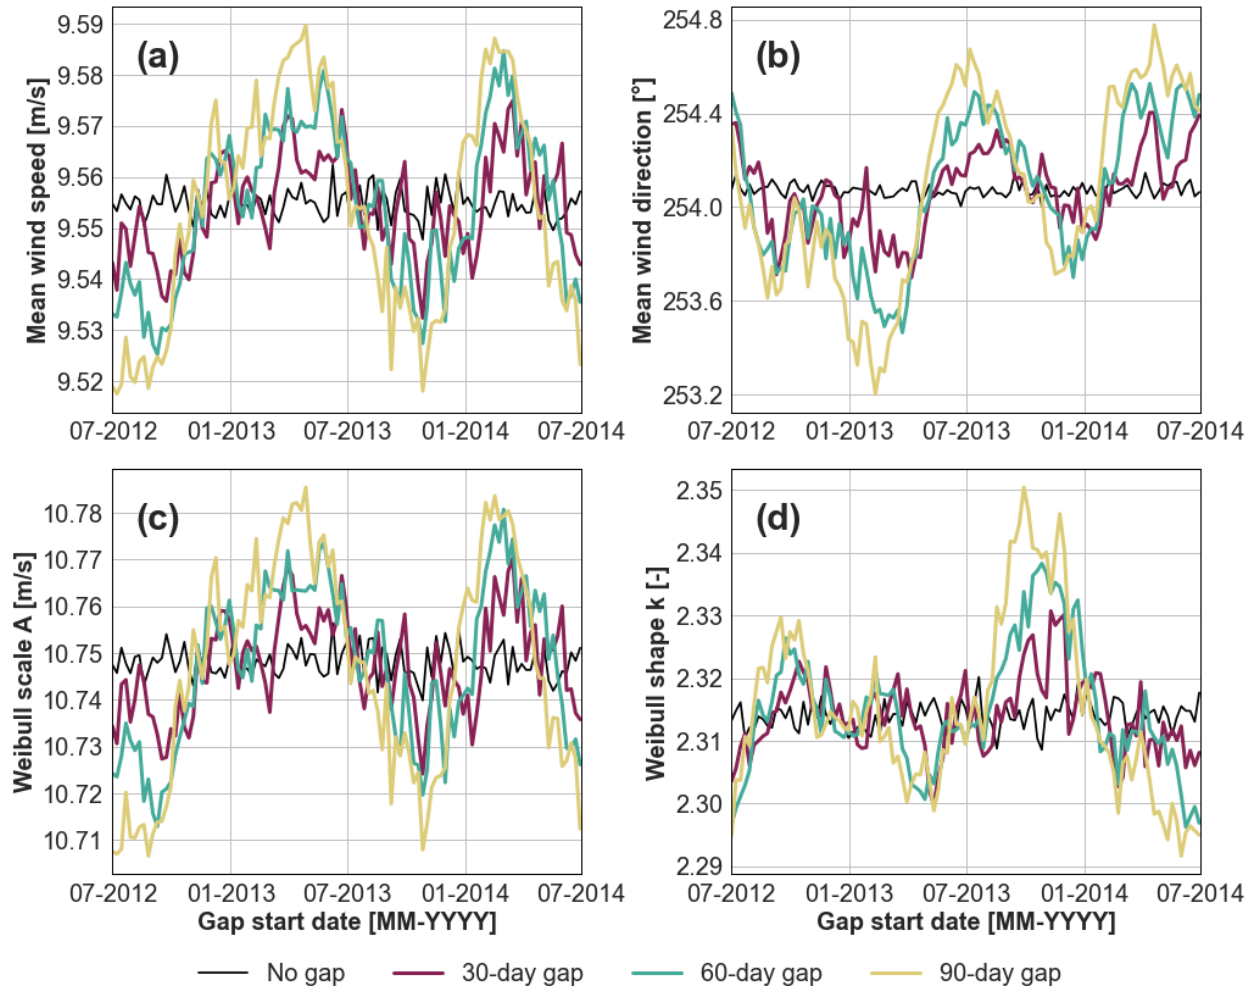 (a)
Mean wind speed [m/s]
9.59
9.58
9.57
9.56
9.55
9.54
9.53
9.52
07-2012 01-2013 07-2013 01-2014 07-2014
(b)
Mean wind direction [°]
254.8
254.4
254.0
253.6
253.2
07-2012 01-2013 07-2013 01-2014 07-2014
(c)
Weibull scale A [m/s]
10.78
10.77
10.76
10.75
10.74
10.73
10.72
10.71
07-2012 01-2013 07-2013 01-2014 07-2014
Gap start date [MM-YYYY]
(d)
Weibull shape k [-]
2.35
2.34
2.33
2.32
2.31
2.30
2.29
07-2012 01-2013 07-2013 01-2014 07-2014
Gap start date [MM-YYYY]
No gap 30-day gap 60-day gap 90-day gap